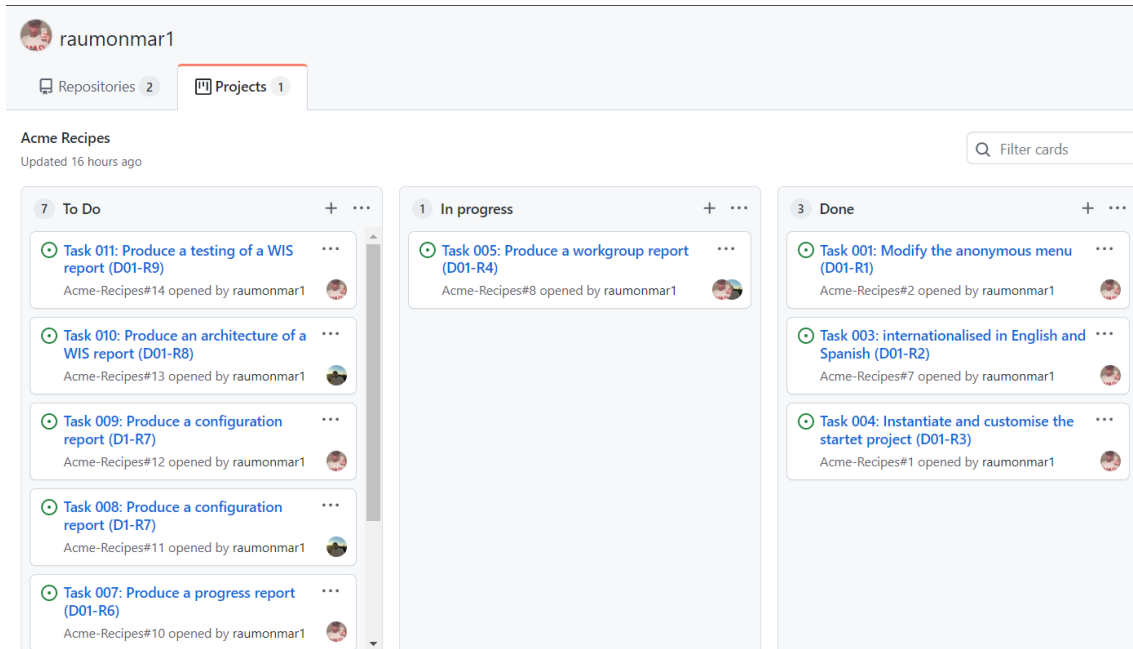 raumonmar1
Repositories 2
Projects 1
Acme Recipes
Updated 16 hours ago
Filter cards
7 To Do
Task 011: Produce a testing of a WIS
report (D01-R9)
Acme-Recipes#14 opened by raumonmar1
Task 010: Produce an architecture of a
WIS report (D01-R8)
Acme-Recipes#13 opened by raumonmar1
Task 009: Produce a configuration
report (D1-R7)
Acme-Recipes#12 opened by raumonmar1
Task 008: Produce a configuration
report (D1-R7)
Acme-Recipes#11 opened by raumonmar1
Task 007: Produce a progress report
(D01-R6)
Acme-Recipes#10 opened by raumonmar1
1 In progress
Task 005: Produce a workgroup report
(D01-R4)
Acme-Recipes#8 opened by raumonmar1
3 Done
Task 001: Modify the anonymous menu
(D01-R1)
Acme-Recipes#2 opened by raumonmar1
Task 003: internationalised in English and
Spanish (D01-R2)
Acme-Recipes#7 opened by raumonmar1
Task 004: Instantiate and customise the
startet project (D01-R3)
Acme-Recipes#1 opened by raumonmar1